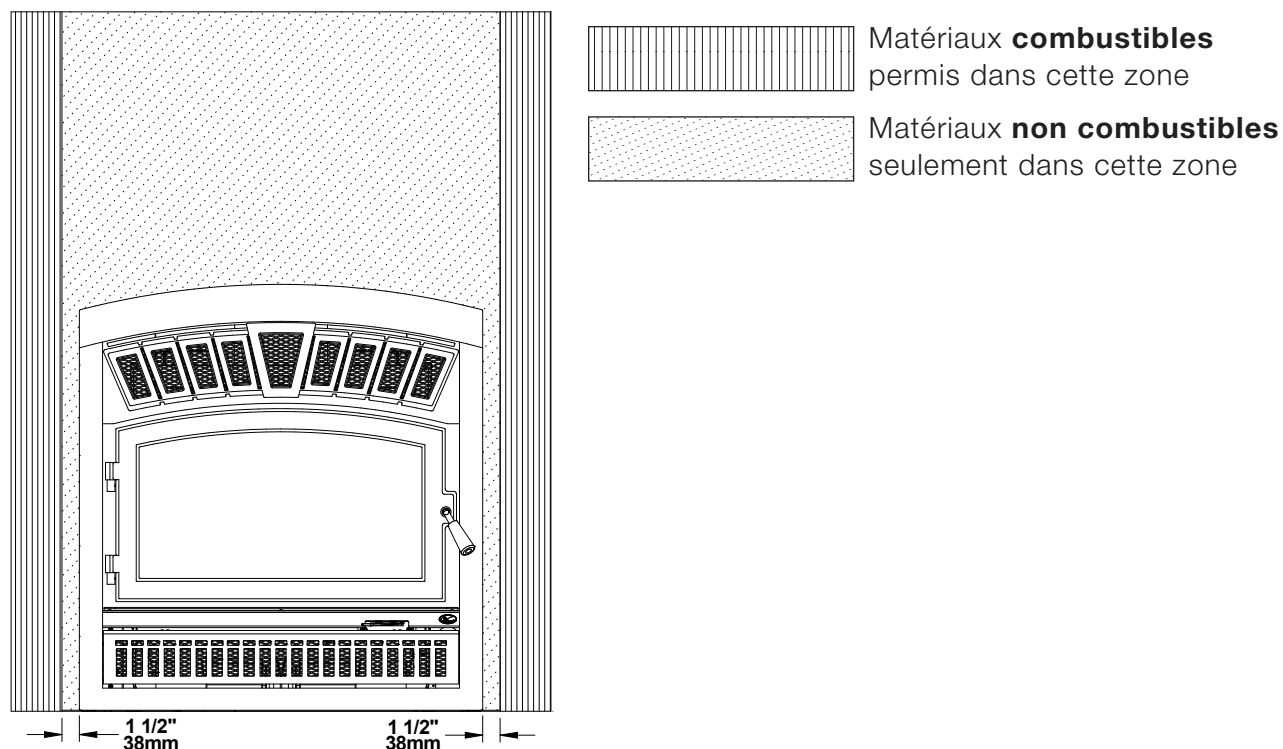 Matériaux combustibles
permis dans cette zone
Matériaux non combustibles
seulement dans cette zone
1 1/2"
38mm
1 1/2"
38mm